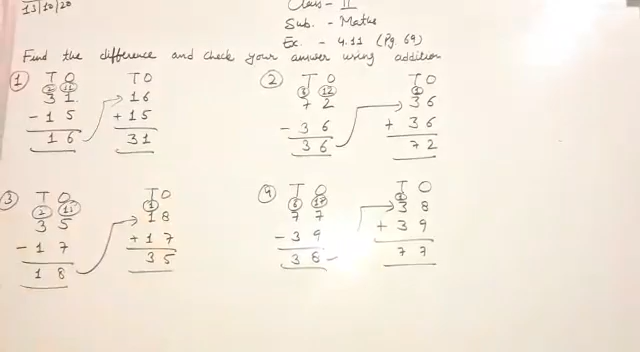 13/10/20
Class - II
Sub. - Maths
Ex. - 4.11 (Pg. 69)
Find the difference and check your answer using addition
① T O T O
② ⑪
3 1 1 6
- 1 5 + 1 5
1 6 3 1
② T O T O
⑥ ⑫ ①
7 2 3 6
- 3 6 + 3 6
3 6 7 2
③ T O T O
② ⑮ ①
3 5 1 8
- 1 7 + 1 7
1 8 3 5
④ T O T O
⑥ ⑰ ①
7 7 3 8
- 3 9 + 3 9
3 8 7 7